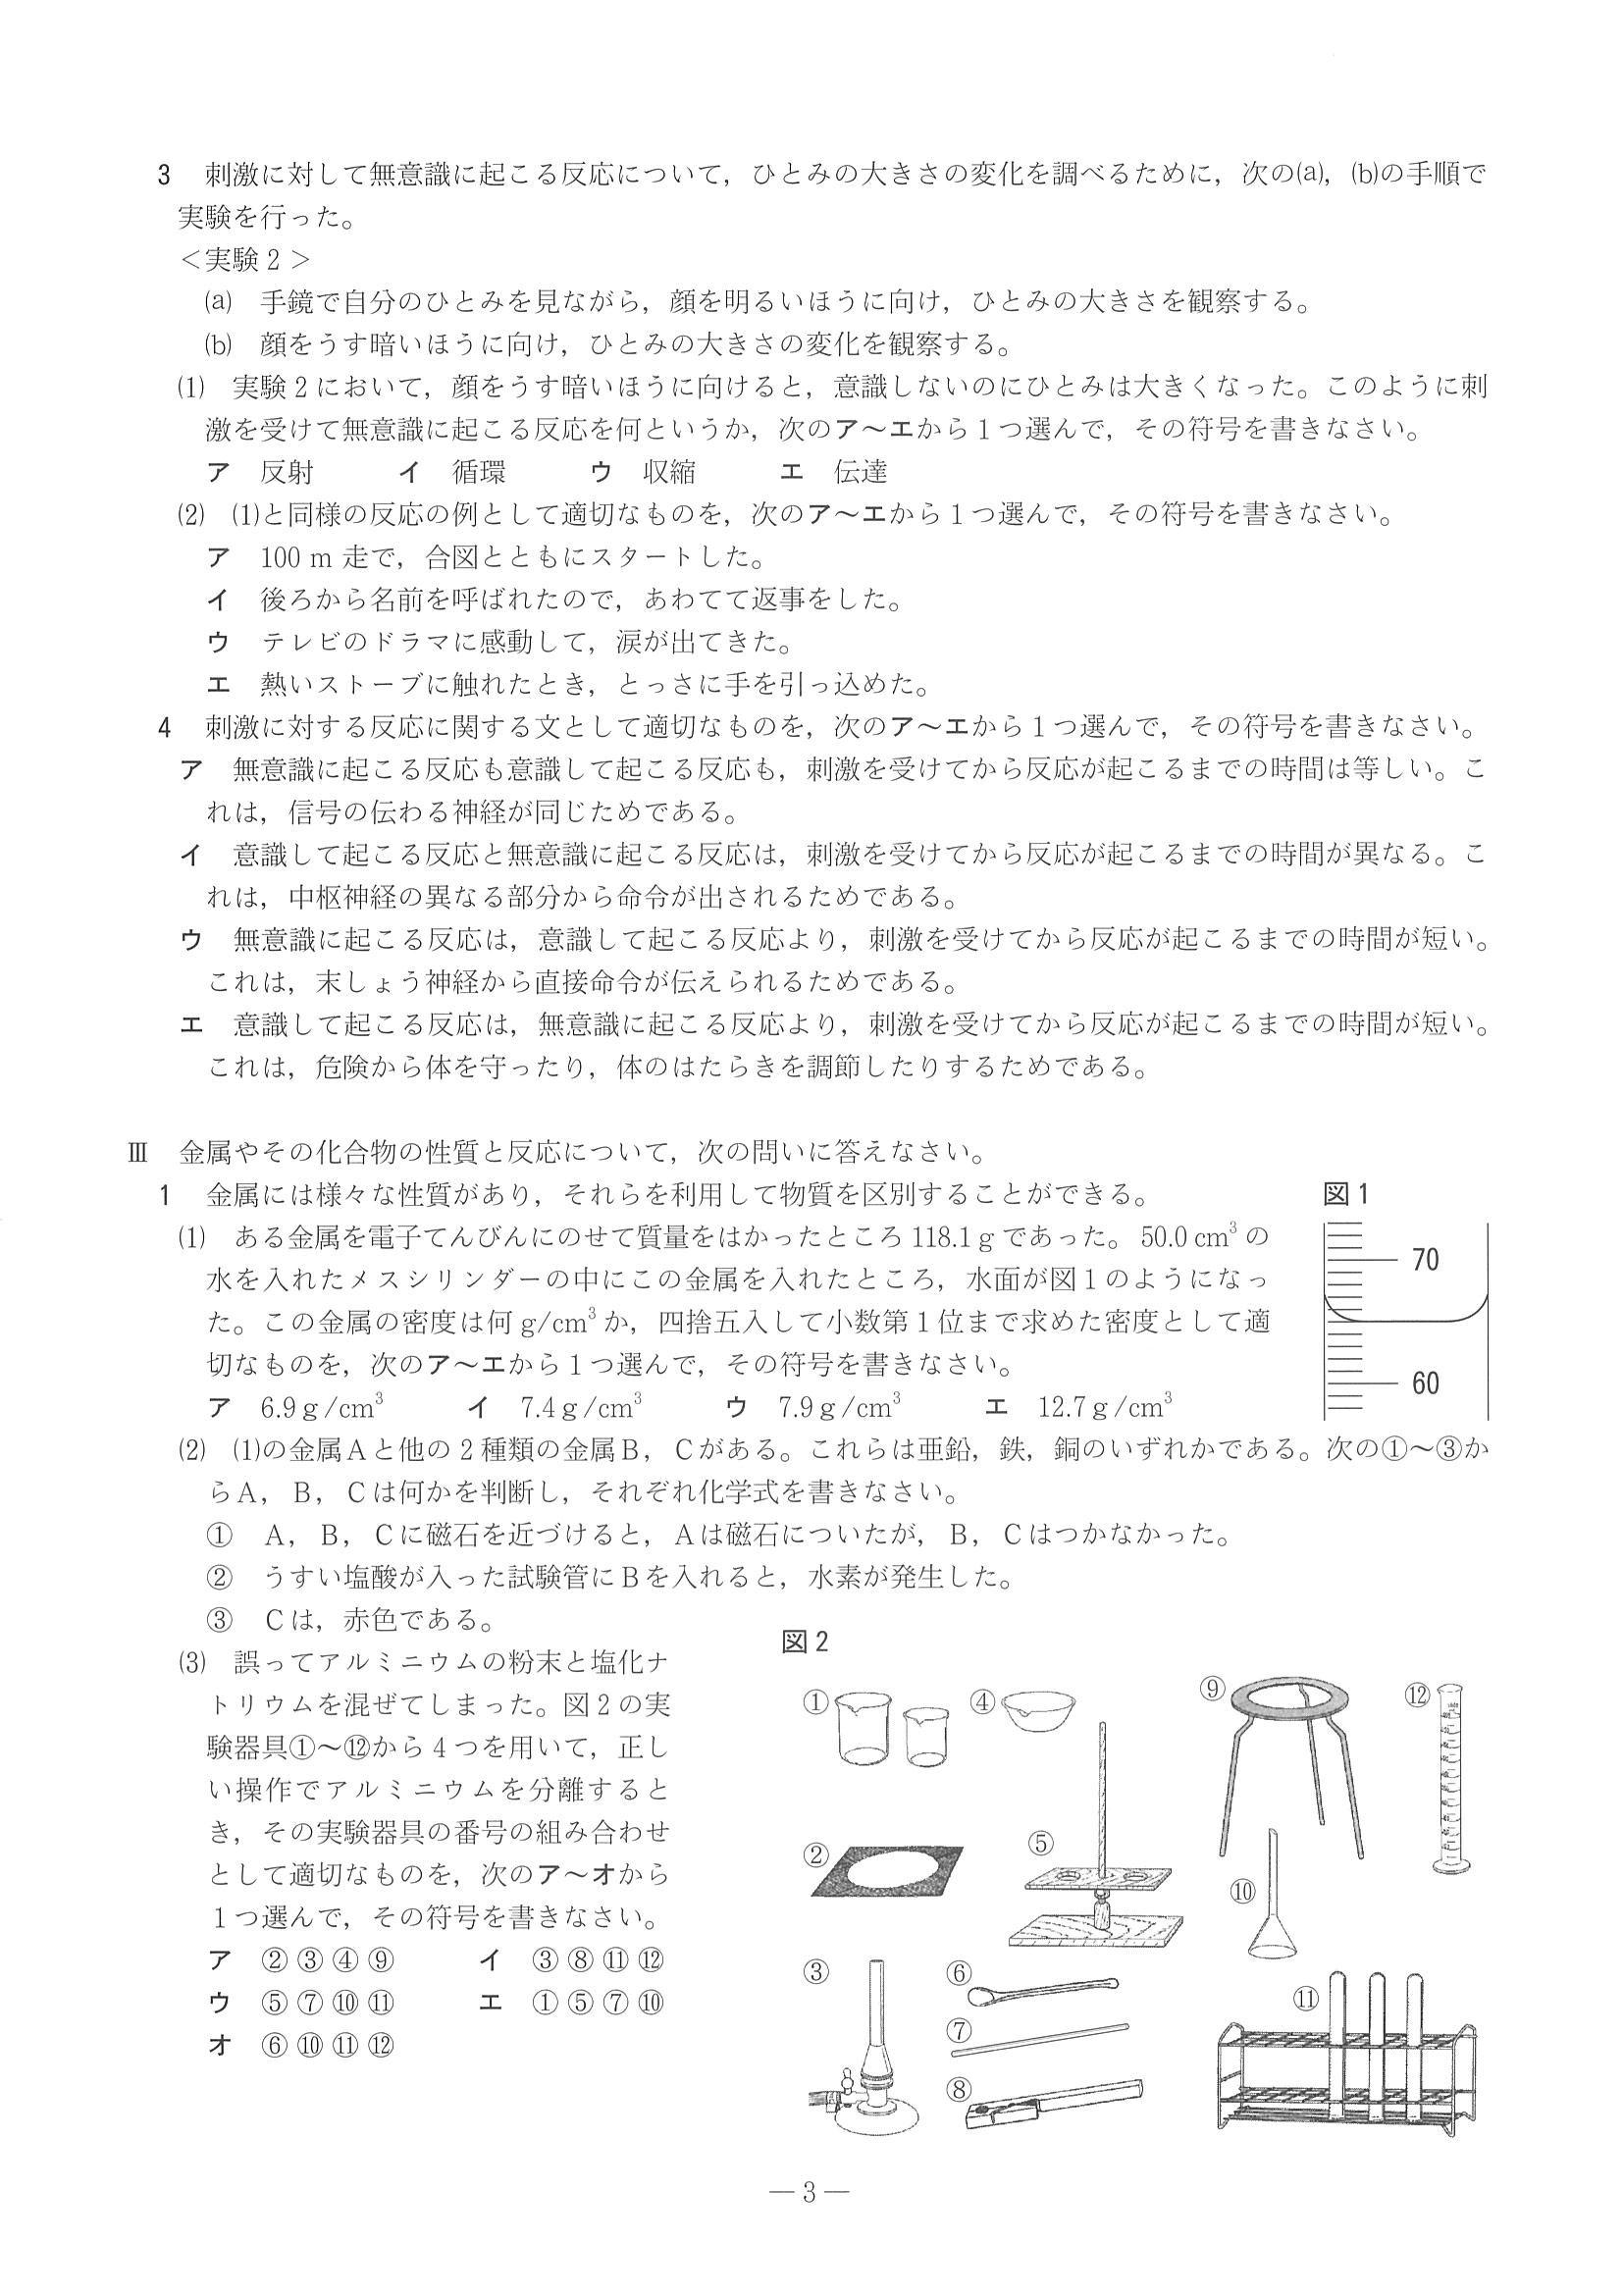 3 刺激に対して無意識に起こる反応について，ひとみの大きさの変化を調べるために，次の(a)，(b)の手順で
実験を行った。
＜実験2＞
(a) 手鏡で自分のひとみを見ながら，顔を明るいほうに向け，ひとみの大きさを観察する。
(b) 顔をうす暗いほうに向け，ひとみの大きさの変化を観察する。
(1) 実験2において，顔をうす暗いほうに向けると，意識しないのにひとみは大きくなった。このように刺
激を受けて無意識に起こる反応を何というか，次のア～エから1つ選んで，その符号を書きなさい。
ア 反射 イ 循環 ウ 収縮 エ 伝達
(2) (1)と同様の反応の例として適切なものを，次のア～エから1つ選んで，その符号を書きなさい。
ア 100 m 走で，合図とともにスタートした。
イ 後ろから名前を呼ばれたので，あわてて返事をした。
ウ テレビのドラマに感動して，涙が出てきた。
エ 熱いストーブに触れたとき，とっさに手を引っ込めた。
4 刺激に対する反応に関する文として適切なものを，次のア～エから1つ選んで，その符号を書きなさい。
ア 無意識に起こる反応も意識して起こる反応も，刺激を受けてから反応が起こるまでの時間は等しい。こ
れは，信号の伝わる神経が同じためである。
イ 意識して起こる反応と無意識に起こる反応は，刺激を受けてから反応が起こるまでの時間が異なる。こ
れは，中枢神経の異なる部分から命令が出されるためである。
ウ 無意識に起こる反応は，意識して起こる反応より，刺激を受けてから反応が起こるまでの時間が短い。
これは，末しょう神経から直接命令が伝えられるためである。
エ 意識して起こる反応は，無意識に起こる反応より，刺激を受けてから反応が起こるまでの時間が短い。
これは，危険から体を守ったり，体のはたらきを調節したりするためである。
Ⅲ 金属やその化合物の性質と反応について，次の問いに答えなさい。
1 金属には様々な性質があり，それらを利用して物質を区別することができる。
(1) ある金属を電子てんびんにのせて質量をはかったところ118.1 g であった。50.0 cm³ の
水を入れたメスシリンダーの中にこの金属を入れたところ，水面が図1のようになっ
た。この金属の密度は何 g/cm³ か，四捨五入して小数第1位まで求めた密度として適
切なものを，次のア～エから1つ選んで，その符号を書きなさい。
ア 6.9 g/cm³ イ 7.4 g/cm³ ウ 7.9 g/cm³ エ 12.7 g/cm³
図1
70
60
(2) (1)の金属Aと他の2種類の金属B，Cがある。これらは亜鉛，鉄，銅のいずれかである。次の①～③か
らA，B，Cは何かを判断し，それぞれ化学式を書きなさい。
① A，B，Cに磁石を近づけると，Aは磁石についたが，B，Cはつかなかった。
② うすい塩酸が入った試験管にBを入れると，水素が発生した。
③ Cは，赤色である。
(3) 誤ってアルミニウムの粉末と塩化ナ
トリウムを混ぜてしまった。図2の実
験器具①～⑫から4つを用いて，正し
い操作でアルミニウムを分離すると
き，その実験器具の番号の組み合わせ
として適切なものを，次のア～オから
1つ選んで，その符号を書きなさい。
ア ②③④⑨ イ ③⑧⑪⑫
ウ ⑤⑦⑩⑪ エ ①⑤⑦⑩
オ ⑥⑩⑪⑫
図2
①
④
⑨
⑫
②
⑤
⑩
③
⑥
⑦
⑧
⑪
— 3 —